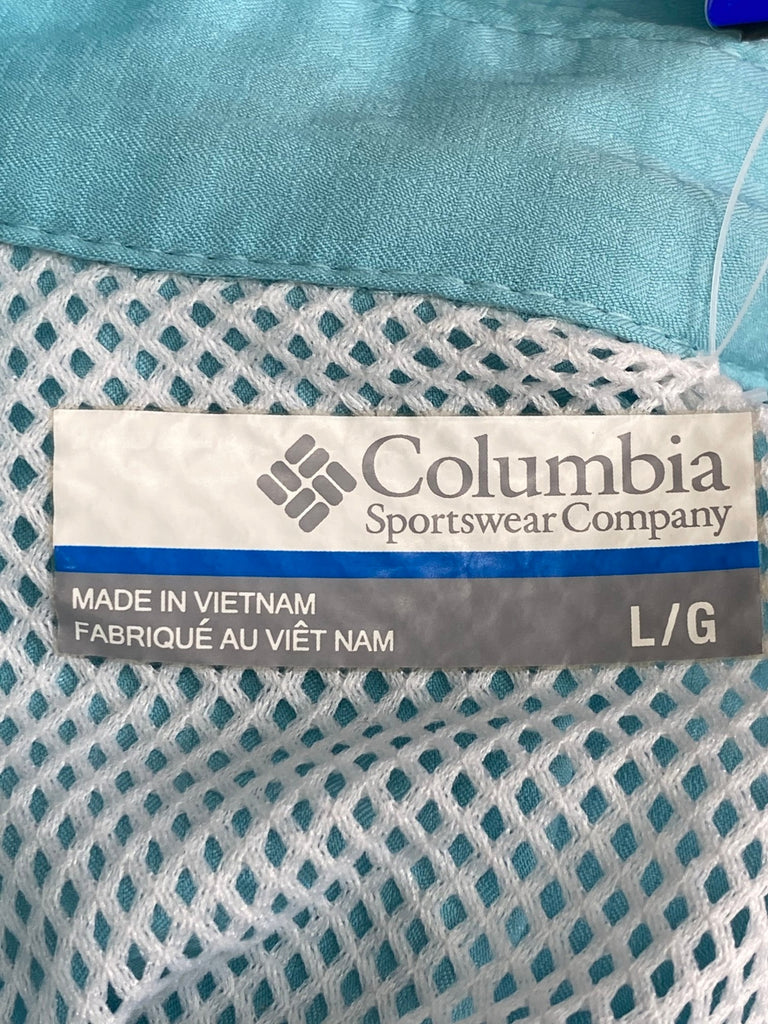 Columbia
Sportswear Company
MADE IN VIETNAM
FABRIQUÉ AU VIÊT NAM
L/G